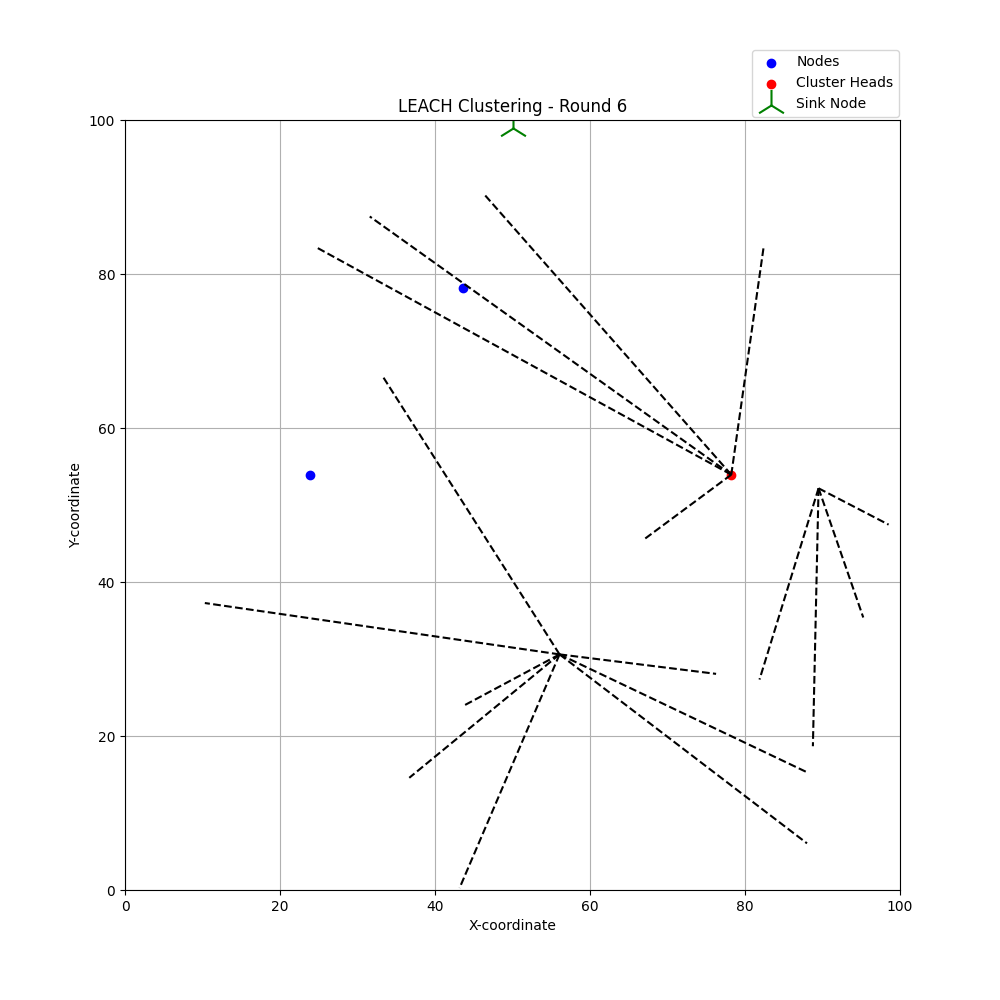 Nodes
Cluster Heads
Sink Node
LEACH Clustering - Round 6
100
80
60
40
20
0
Y-coordinate
0 20 40 60 80 100
X-coordinate